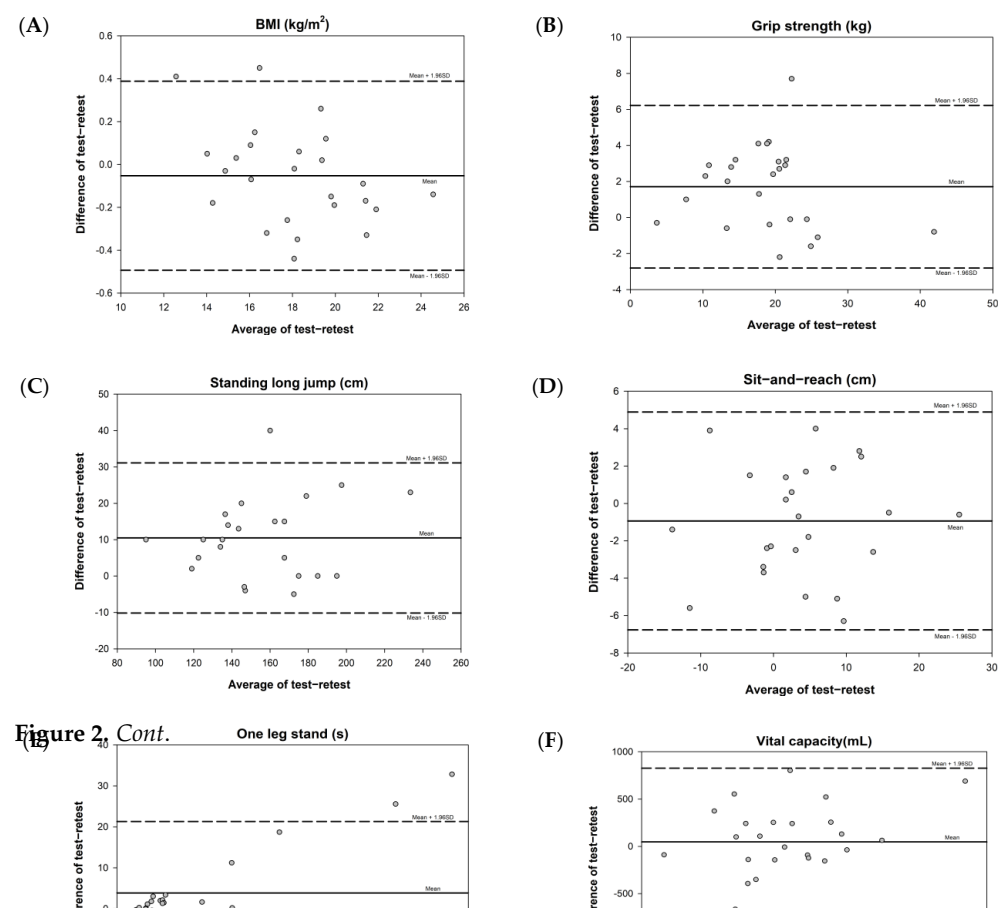 (A)
BMI (kg/m²)
0.6
0.4
0.2
0.0
-0.2
-0.4
-0.6
Difference of test−retest
Mean + 1.96SD
Mean
Mean - 1.96SD
10 12 14 16 18 20 22 24 26
Average of test−retest
(B)
Grip strength (kg)
10
8
6
4
2
0
-2
-4
Difference of test−retest
Mean + 1.96SD
Mean
Mean - 1.96SD
0 10 20 30 40 50
Average of test−retest
(C)
Standing long jump (cm)
50
40
30
20
10
0
-10
-20
Difference of test−retest
Mean + 1.96SD
Mean
Mean - 1.96SD
80 100 120 140 160 180 200 220 240 260
Average of test−retest
(D)
Sit−and−reach (cm)
6
4
2
0
-2
-4
-6
-8
Difference of test−retest
Mean + 1.96SD
Mean
Mean - 1.96SD
-20 -10 0 10 20 30
Average of test−retest
Figure 2. Cont.
(E)
One leg stand (s)
40
30
20
10
rence of test−retest
Mean + 1.96SD
Mean
(F)
Vital capacity(mL)
1000
500
0
-500
rence of test−retest
Mean + 1.96SD
Mean